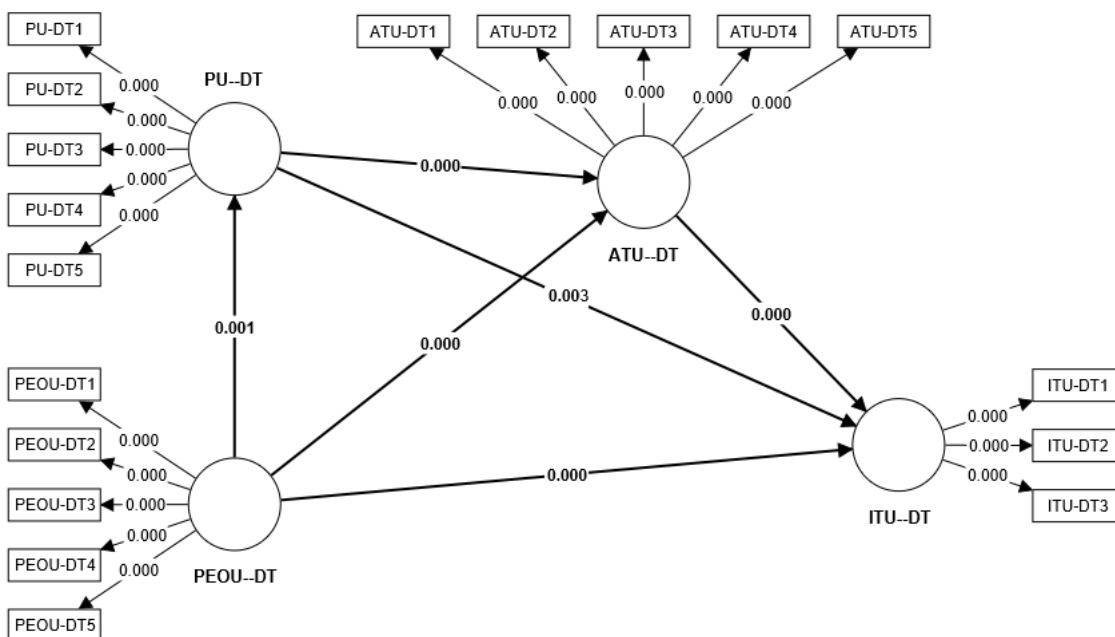 PU-DT1
PU-DT2
PU-DT3
PU-DT4
PU-DT5
0.000
0.000
0.000
0.000
0.000
PU--DT
ATU-DT1
ATU-DT2
ATU-DT3
ATU-DT4
ATU-DT5
0.000
0.000
0.000
0.000
0.000
ATU--DT
0.000
0.003
0.000
0.001
0.000
0.000
PEOU-DT1
PEOU-DT2
PEOU-DT3
PEOU-DT4
PEOU-DT5
0.000
0.000
0.000
0.000
0.000
PEOU--DT
ITU-DT1
ITU-DT2
ITU-DT3
0.000
0.000
0.000
ITU--DT